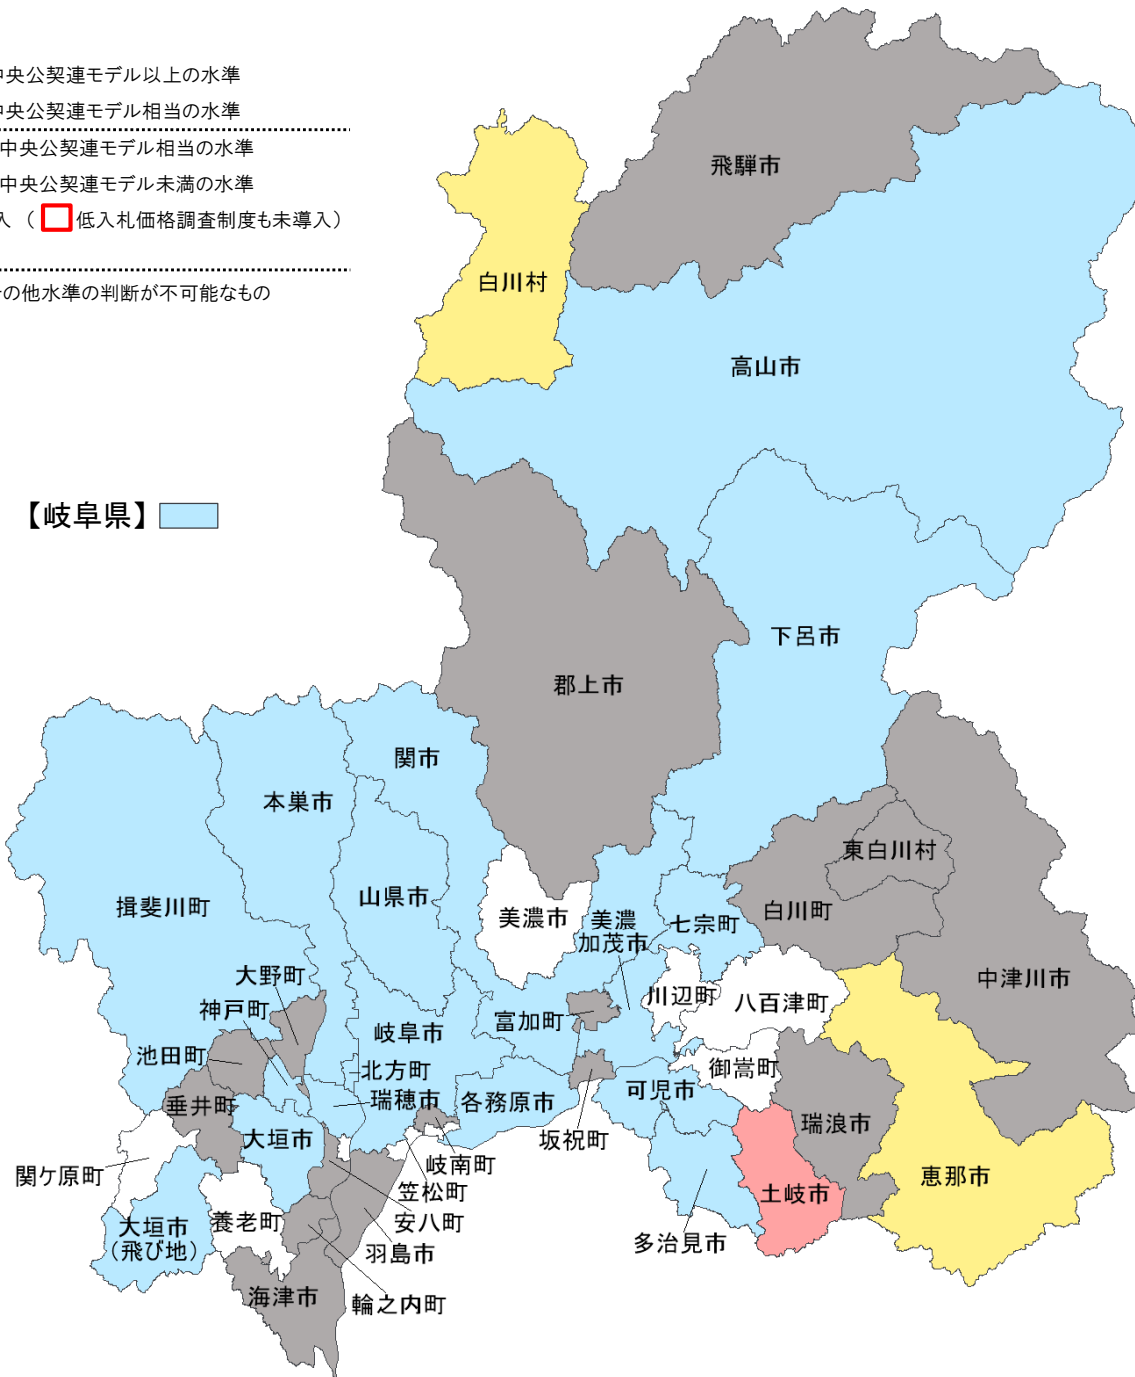 中央公契連モデル以上の水準
中央公契連モデル相当の水準
中央公契連モデル相当の水準
中央公契連モデル未満の水準
入（ 低入札価格調査制度も未導入）
の他水準の判断が不可能なもの
【岐阜県】
飛騨市
白川村
高山市
下呂市
郡上市
関市
本巣市
東白川村
山県市
揖斐川町
美濃市
美濃
加茂市
七宗町
白川町
大野町
中津川市
神戸町
川辺町
八百津町
富加町
岐阜市
池田町
北方町
御嵩町
可児市
垂井町
瑞穂市
各務原市
大垣市
瑞浪市
坂祝町
岐南町
関ケ原町
恵那市
笠松町
土岐市
大垣市
（飛び地）
養老町
安八町
多治見市
羽島市
海津市
輪之内町